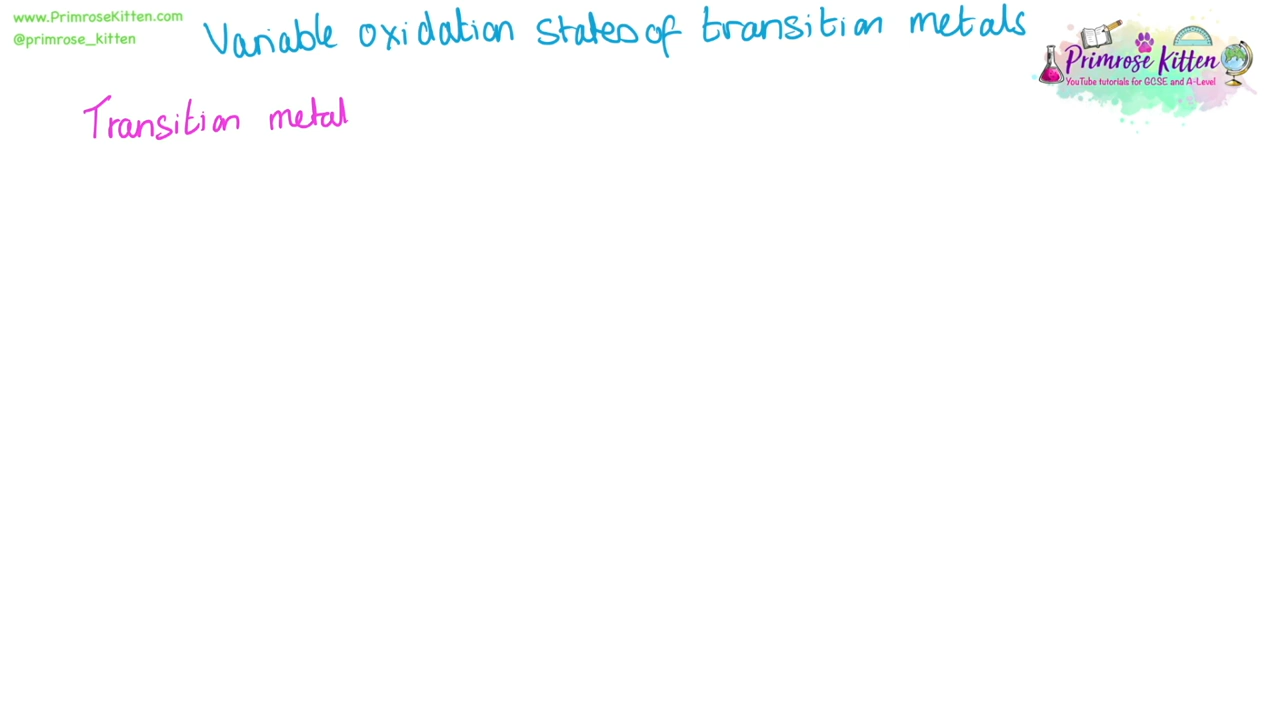 www.PrimroseKitten.com
@primrose_kitten
Variable oxidation states of transition metals
Primrose Kitten
YouTube tutorials for GCSE and A-Level
Transition metal